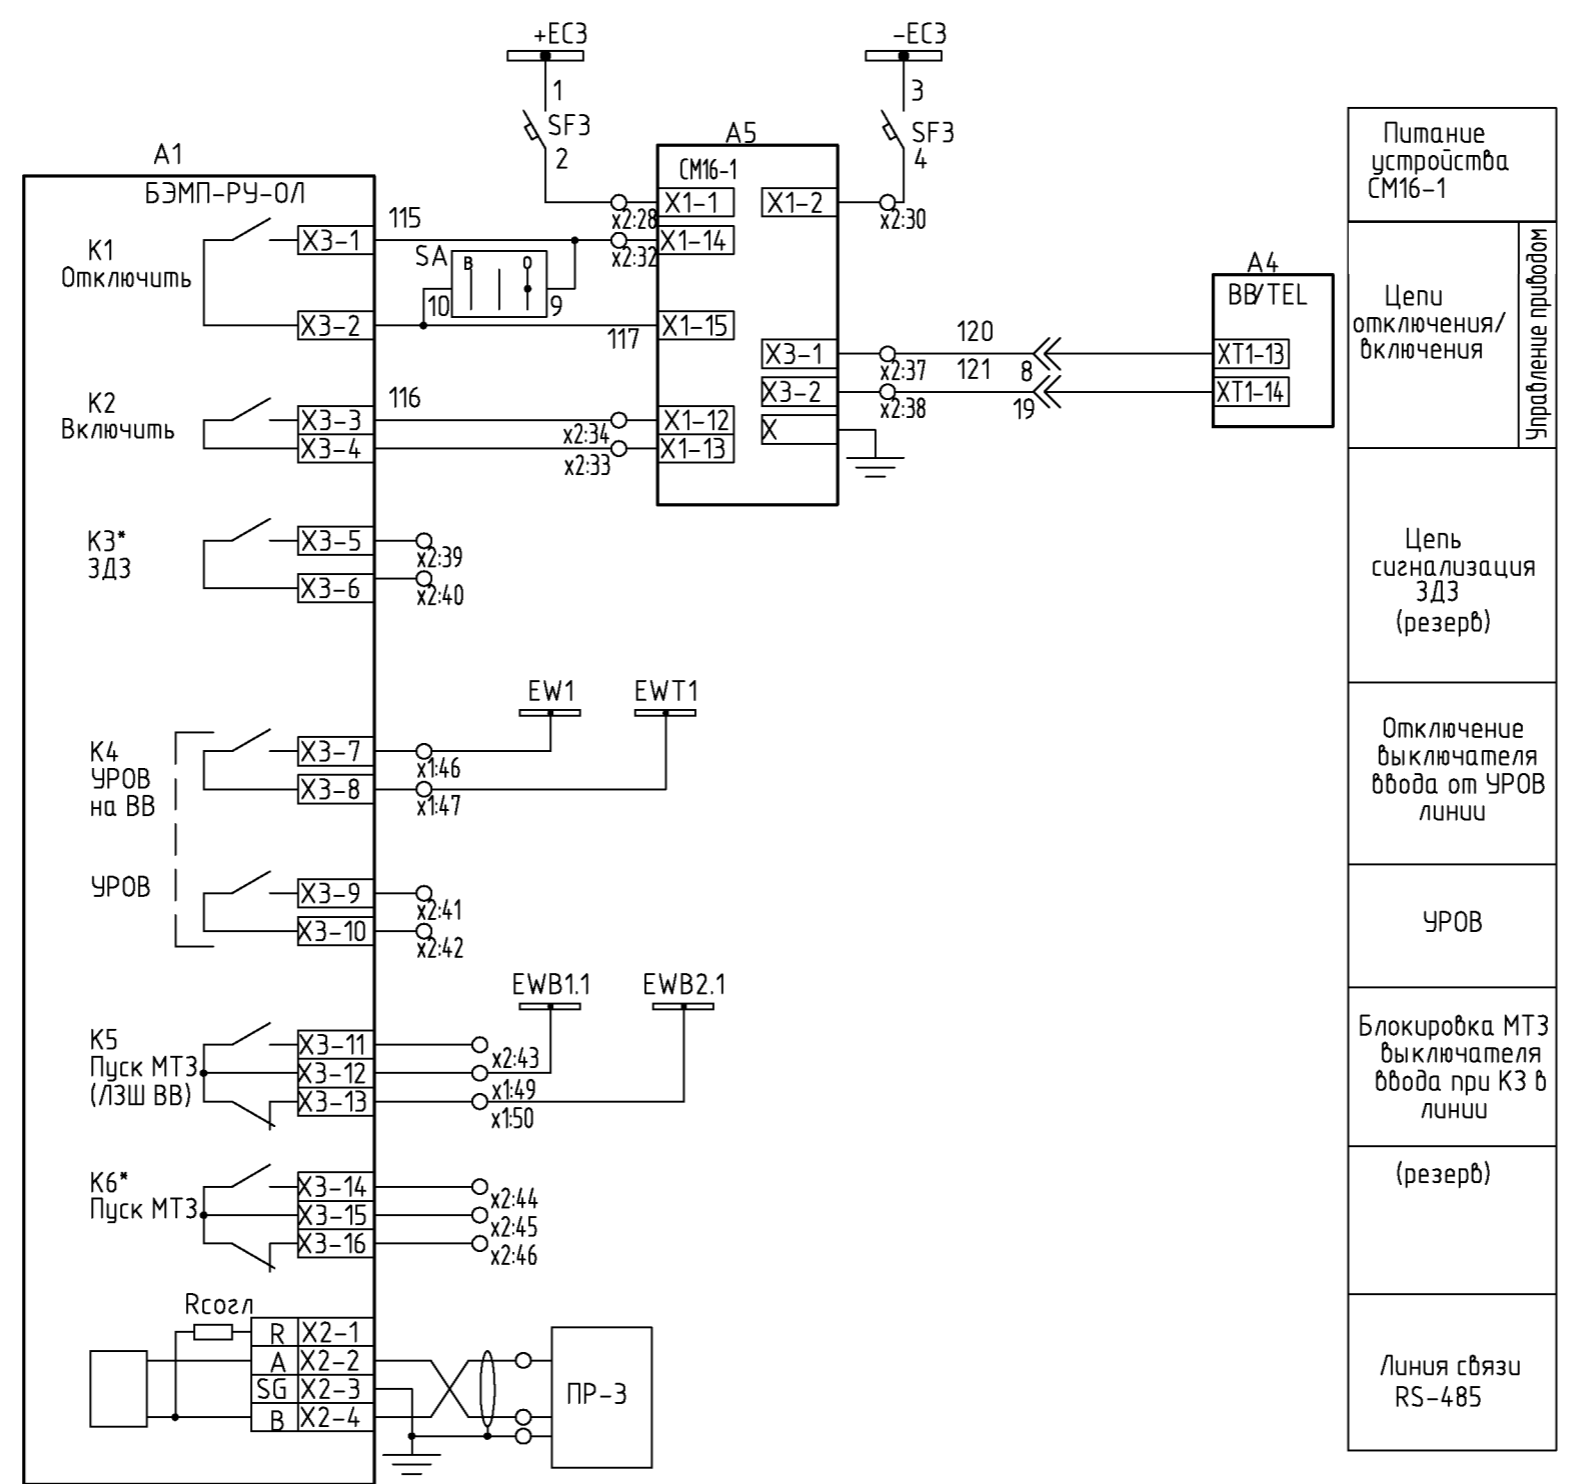 +EC3
-EC3
1
SF3
2
3
SF3
4
A1
БЭМП-РУ-ОЛ
A5
СМ16-1
X1-1
X1-2
x2:28
x2:30
K1
Отключить
X3-1
115
x2:32
X1-14
SA
В
О
10
9
X3-2
117
X1-15
X3-1
x2:37
120
8
X3-2
x2:38
121
19
X
A4
BB/TEL
XT1-13
XT1-14
K2
Включить
X3-3
116
x2:34
X1-12
X3-4
x2:33
X1-13
K3*
ЗДЗ
X3-5
x2:39
X3-6
x2:40
EW1
EWT1
K4
УРОВ
на ВВ
X3-7
x1:46
X3-8
x1:47
УРОВ
X3-9
x2:41
X3-10
x2:42
EWB1.1
EWB2.1
K5
Пуск МТЗ
(ЛЗШ ВВ)
X3-11
x2:43
X3-12
x1:49
X3-13
x1:50
K6*
Пуск МТЗ
X3-14
x2:44
X3-15
x2:45
X3-16
x2:46
Rсогл
R X2-1
A X2-2
SG X2-3
B X2-4
ПР-3
Питание
устройства
СМ16-1
Цепи
отключения/
включения
Управление приводом
Цепь
сигнализация
ЗДЗ
(резерв)
Отключение
выключателя
ввода от УРОВ
линии
УРОВ
Блокировка МТЗ
выключателя
ввода при КЗ в
линии
(резерв)
Линия связи
RS-485